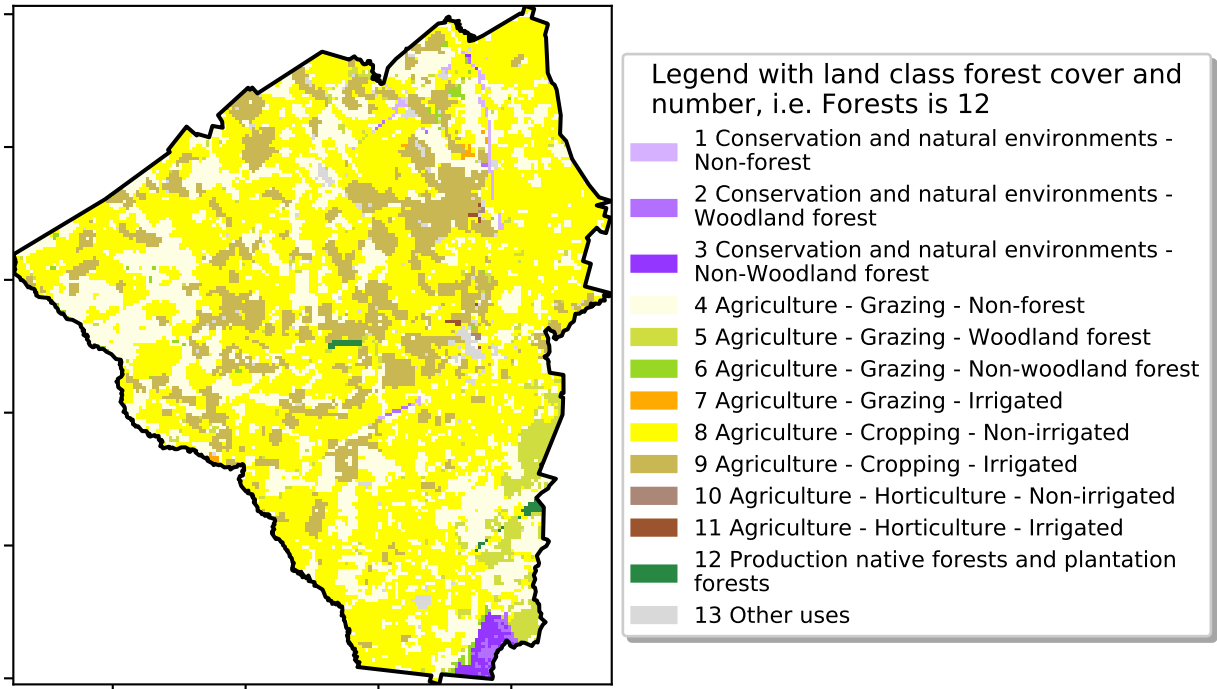 Legend with land class forest cover and
number, i.e. Forests is 12
1 Conservation and natural environments -
Non-forest
2 Conservation and natural environments -
Woodland forest
3 Conservation and natural environments -
Non-Woodland forest
4 Agriculture - Grazing - Non-forest
5 Agriculture - Grazing - Woodland forest
6 Agriculture - Grazing - Non-woodland forest
7 Agriculture - Grazing - Irrigated
8 Agriculture - Cropping - Non-irrigated
9 Agriculture - Cropping - Irrigated
10 Agriculture - Horticulture - Non-irrigated
11 Agriculture - Horticulture - Irrigated
12 Production native forests and plantation
forests
13 Other uses